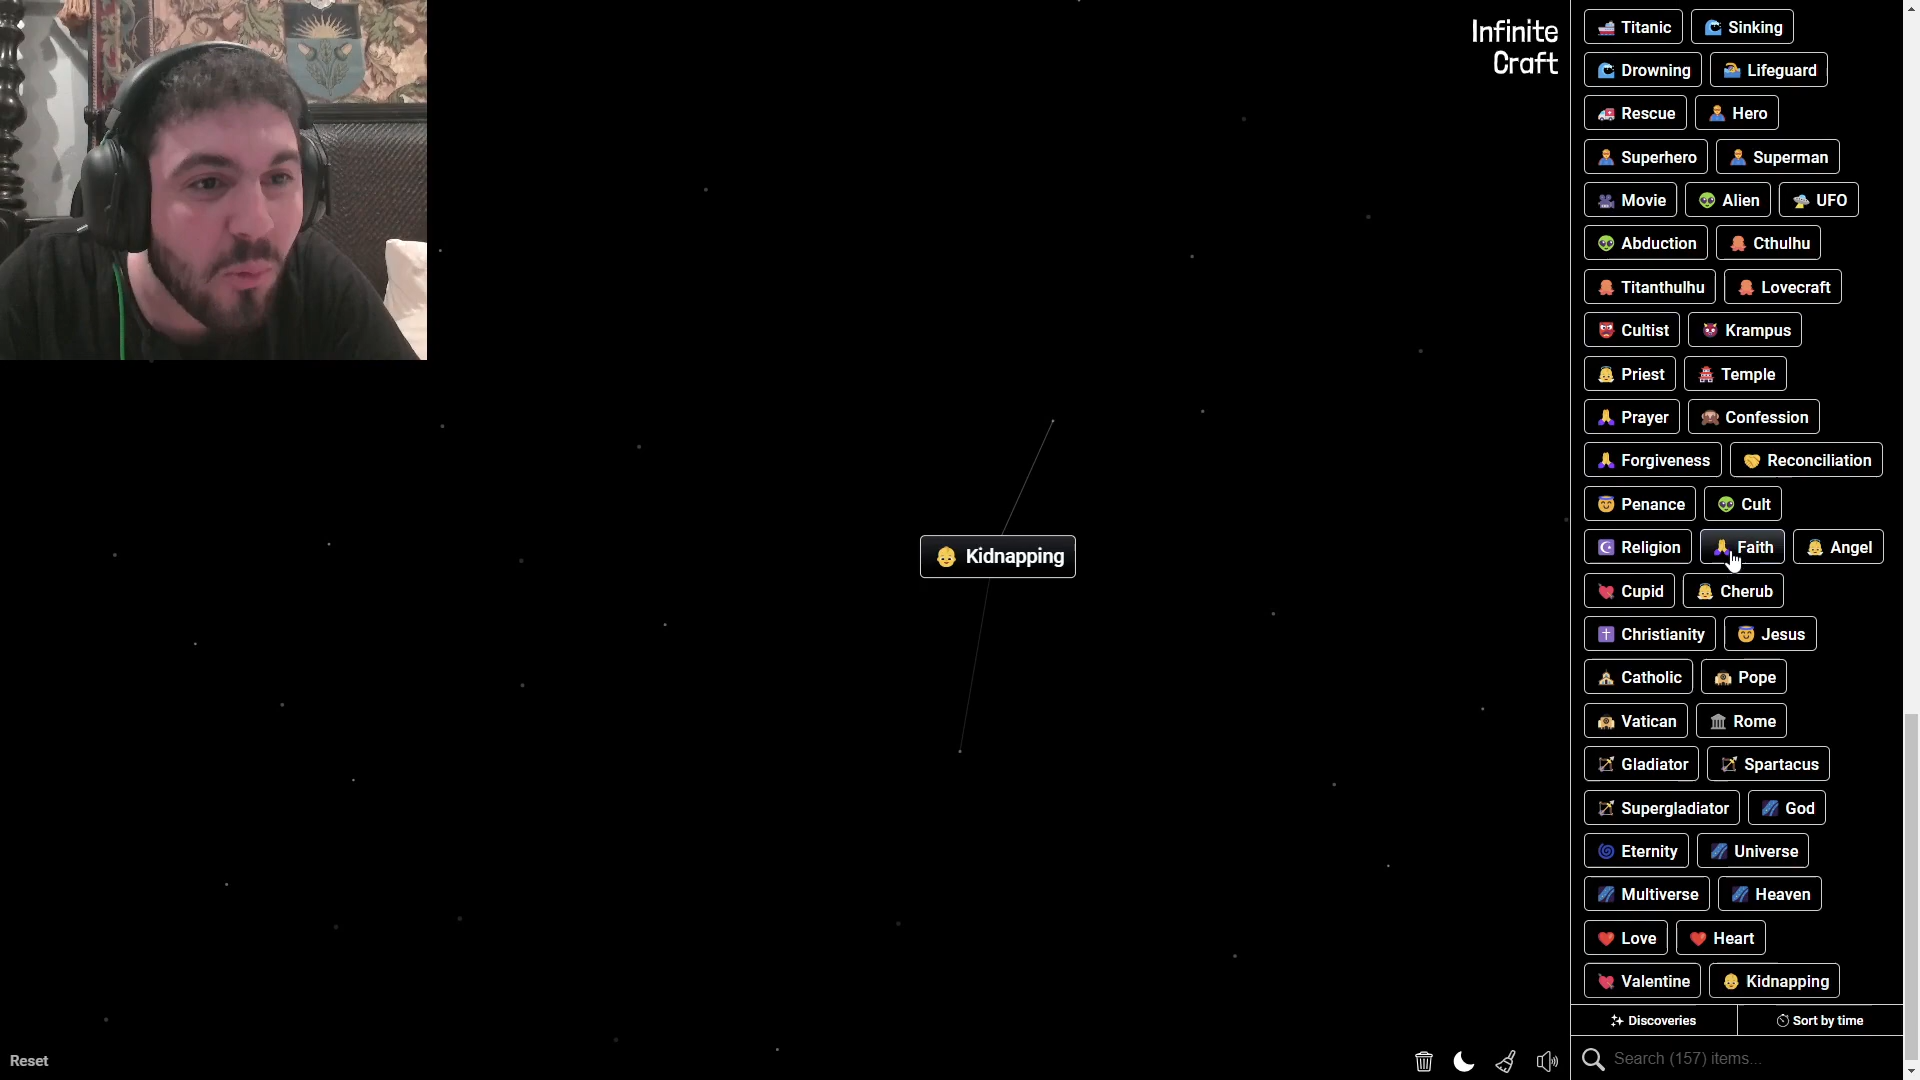 Infinite
Craft
Titanic Sinking
Drowning Lifeguard
Rescue Hero
Superhero Superman
Movie Alien UFO
Abduction Cthulhu
Titanthulhu Lovecraft
Cultist Krampus
Priest Temple
Prayer Confession
Forgiveness Reconciliation
Penance Cult
Religion Faith Angel
Kidnapping
Cupid Cherub
Christianity Jesus
Catholic Pope
Vatican Rome
Gladiator Spartacus
Supergladiator God
Eternity Universe
Multiverse Heaven
Love Heart
Valentine Kidnapping
Discoveries Sort by time
Reset
Search (157) items...